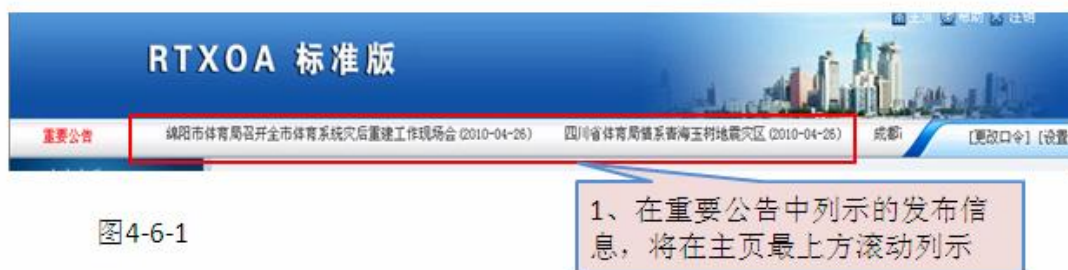 主页 帮助 注销
RTXOA 标准版
重要公告 绵阳市体育局召开全市体育系统灾后重建工作现场会(2010-04-26) 四川省体育局情系青海玉树地震灾区(2010-04-26) 成都 [更改口令] [设置
图4-6-1
1、在重要公告中列示的发布信
息，将在主页最上方滚动列示